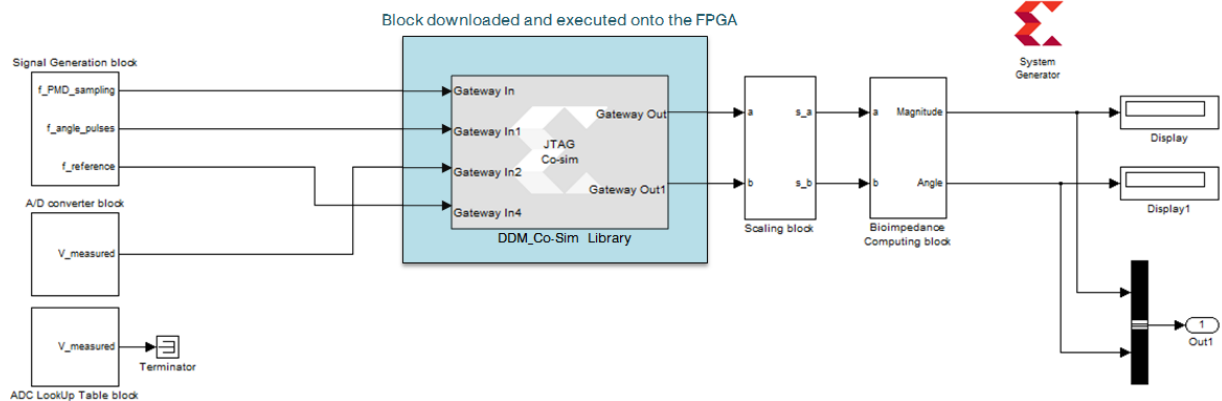 Block downloaded and executed onto the FPGA
Signal Generation block
f_PMD_sampling
f_angle_pulses
f_reference
A/D converter block
V_measured
V_measured
ADC LookUp Table block
Terminator
Gateway In
Gateway In1
Gateway In2
Gateway In4
JTAG
Co-sim
Gateway Out
Gateway Out1
DDM_Co-Sim Library
a
b
s_a
s_b
Scaling block
a
b
Magnitude
Angle
Bioimpedance
Computing block
System
Generator
Display
Display1
1
Out1